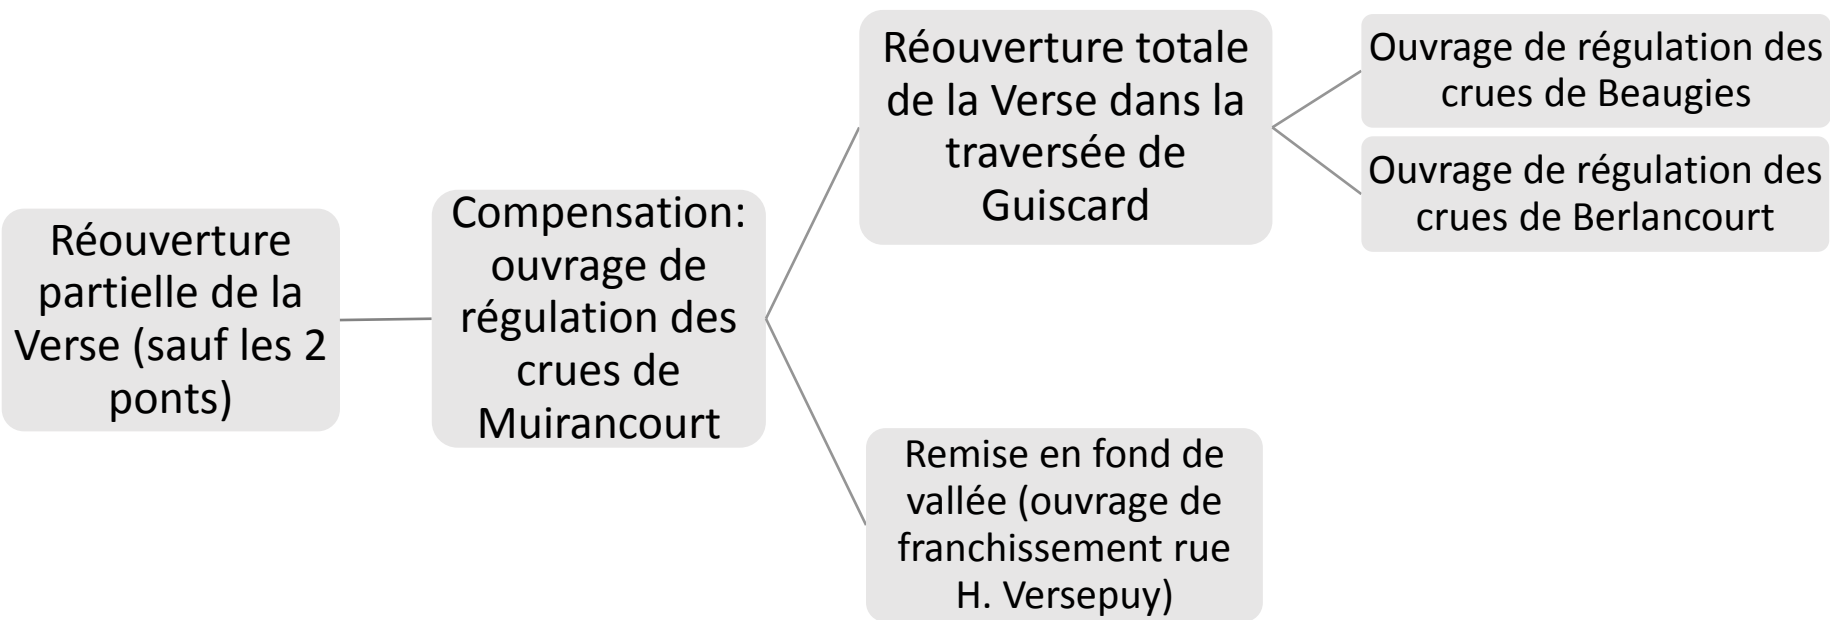 Réouverture
partielle de la
Verse (sauf les 2
ponts)
Compensation:
ouvrage de
régulation des
crues de
Muirancourt
Réouverture totale
de la Verse dans la
traversée de
Guiscard
Ouvrage de régulation des
crues de Beaugies
Ouvrage de régulation des
crues de Berlancourt
Remise en fond de
vallée (ouvrage de
franchissement rue
H. Versepuy)